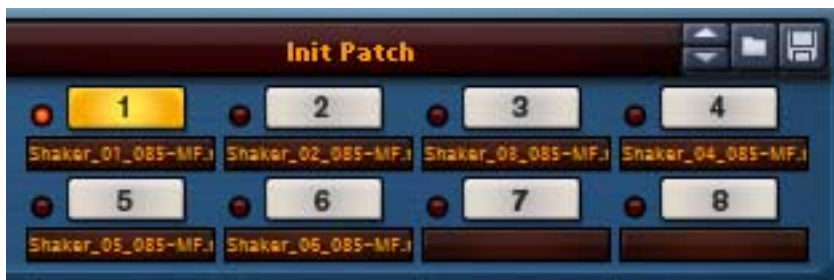 Init Patch
1 2 3 4
Shaker_01_085-MF. Shaker_02_085-MF. Shaker_03_085-MF. Shaker_04_085-MF.
5 6 7 8
Shaker_05_085-MF. Shaker_06_085-MF.